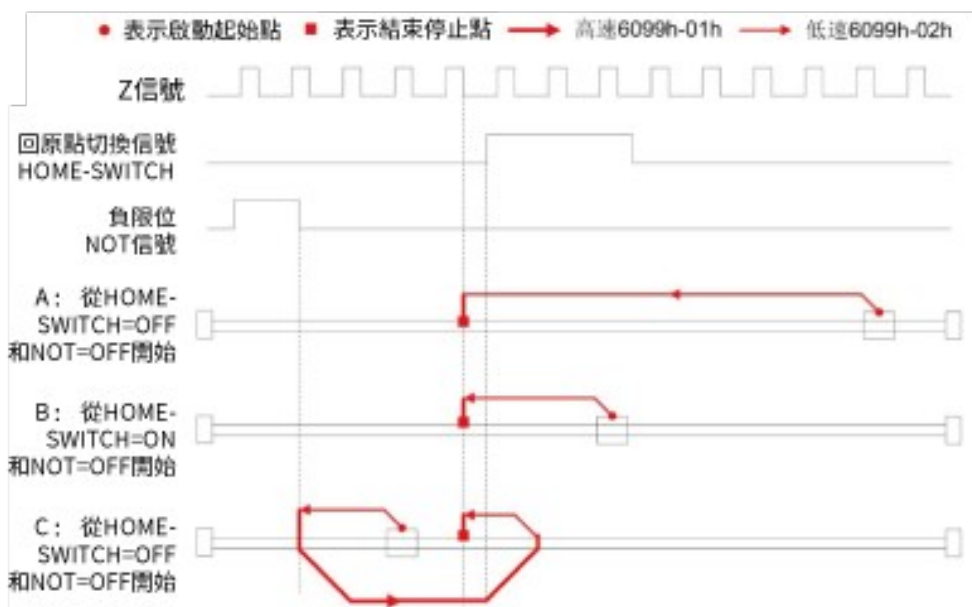 表示啟動起始點 表示結束停止點 高速6099h-01h 低速6099h-02h
Z信號
回原點切換信號
HOME-SWITCH
負限位
NOT信號
A： 從HOME-
SWITCH=OFF
和NOT=OFF開始
B： 從HOME-
SWITCH=ON
和NOT=OFF開始
C： 從HOME-
SWITCH=OFF
和NOT=OFF開始